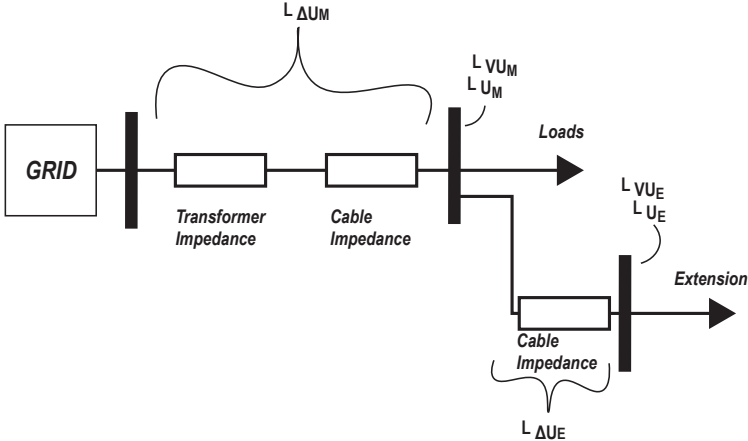 L ΔUM
L VUM
L UM
Loads
GRID
Transformer
Impedance
Cable
Impedance
L VUE
L UE
Extension
Cable
Impedance
L ΔUE